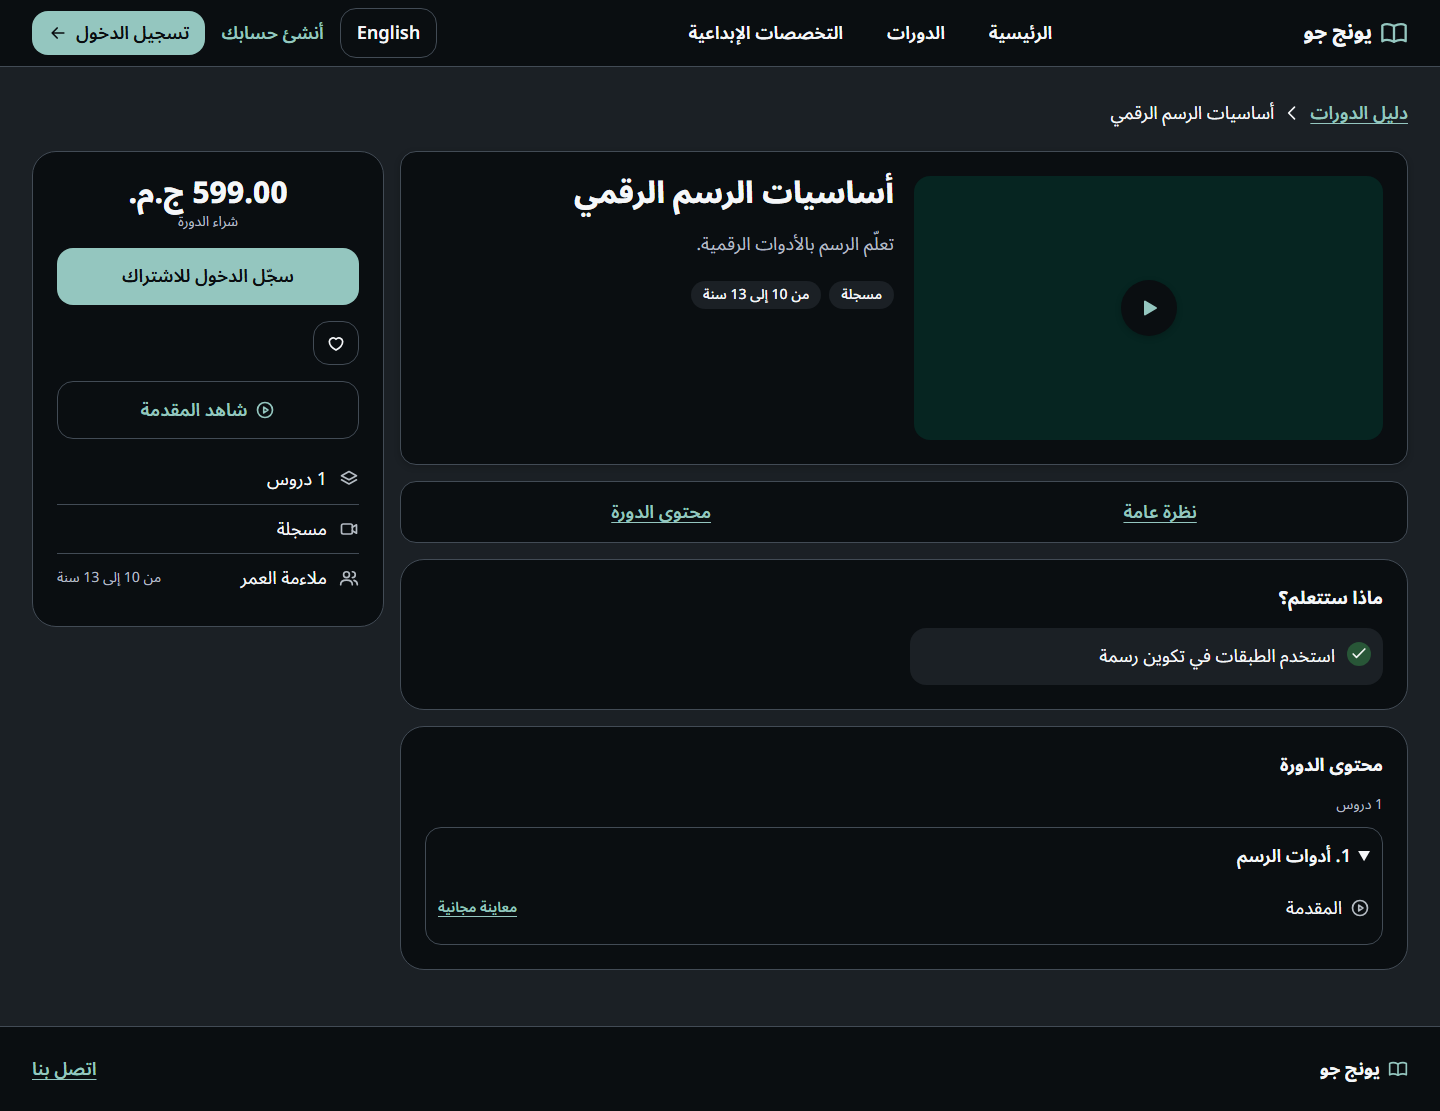 يونج جو
الرئيسية
الدورات
التخصصات الإبداعية
English
أنشئ حسابك
تسجيل الدخول
دليل الدورات
أساسيات الرسم الرقمي
أساسيات الرسم الرقمي
تعلّم الرسم بالأدوات الرقمية.
مسجلة
من 10 إلى 13 سنة
599.00 ج.م.
شراء الدورة
سجّل الدخول للاشتراك
شاهد المقدمة
1 دروس
مسجلة
ملاءمة العمر
من 10 إلى 13 سنة
نظرة عامة
محتوى الدورة
ماذا ستتعلم؟
استخدم الطبقات في تكوين رسمة
محتوى الدورة
1 دروس
1. أدوات الرسم
المقدمة
معاينة مجانية
يونج جو
اتصل بنا